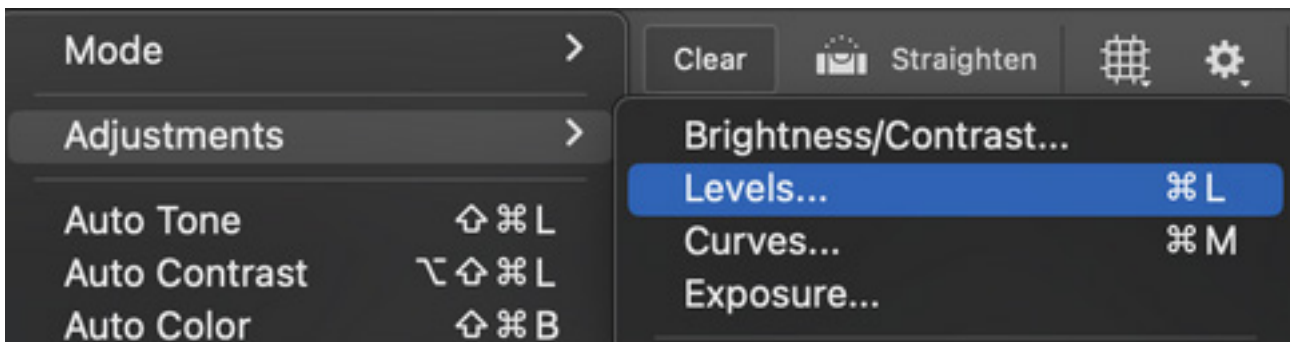 Mode
Adjustments
Auto Tone ⇧⌘L
Auto Contrast ⌥⇧⌘L
Auto Color ⇧⌘B
Clear Straighten
Brightness/Contrast...
Levels... ⌘L
Curves... ⌘M
Exposure...